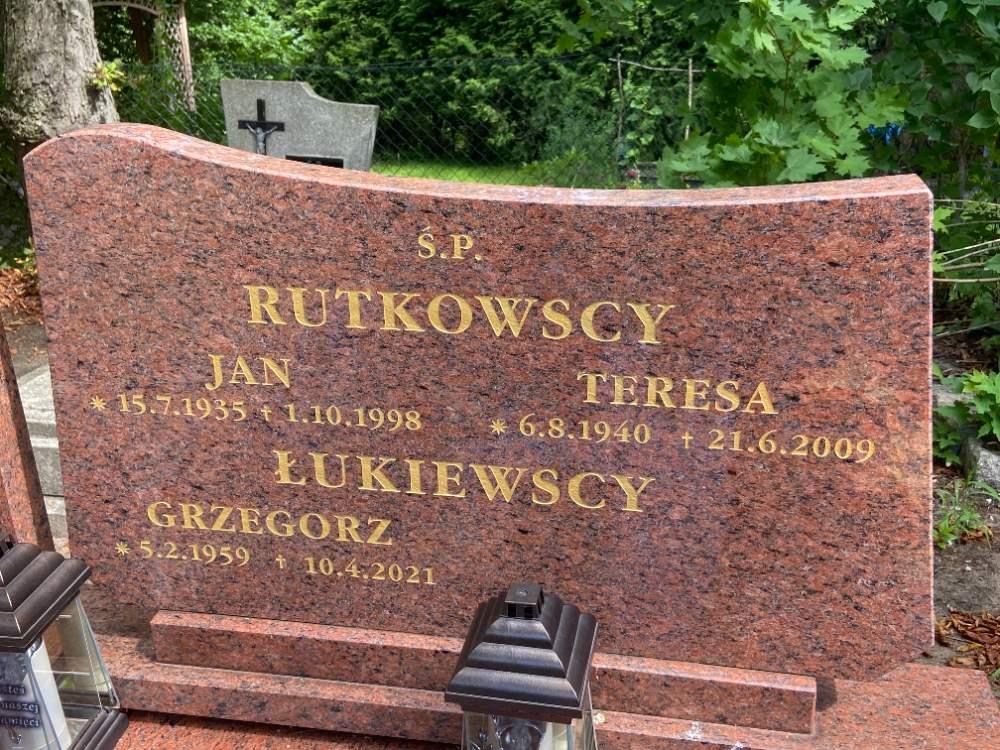 Ś.P.
RUTKOWSCY
JAN
* 15.7.1935 † 1.10.1998
TERESA
* 6.8.1940 † 21.6.2009
ŁUKIEWSCY
GRZEGORZ
* 5.2.1959 † 10.4.2021
naszej